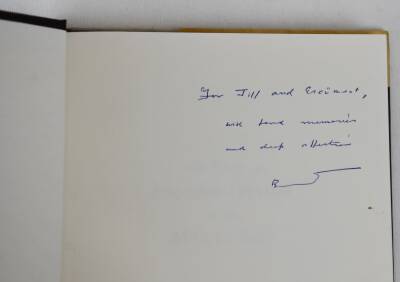 For Jill and
with fond memories
and deep affection